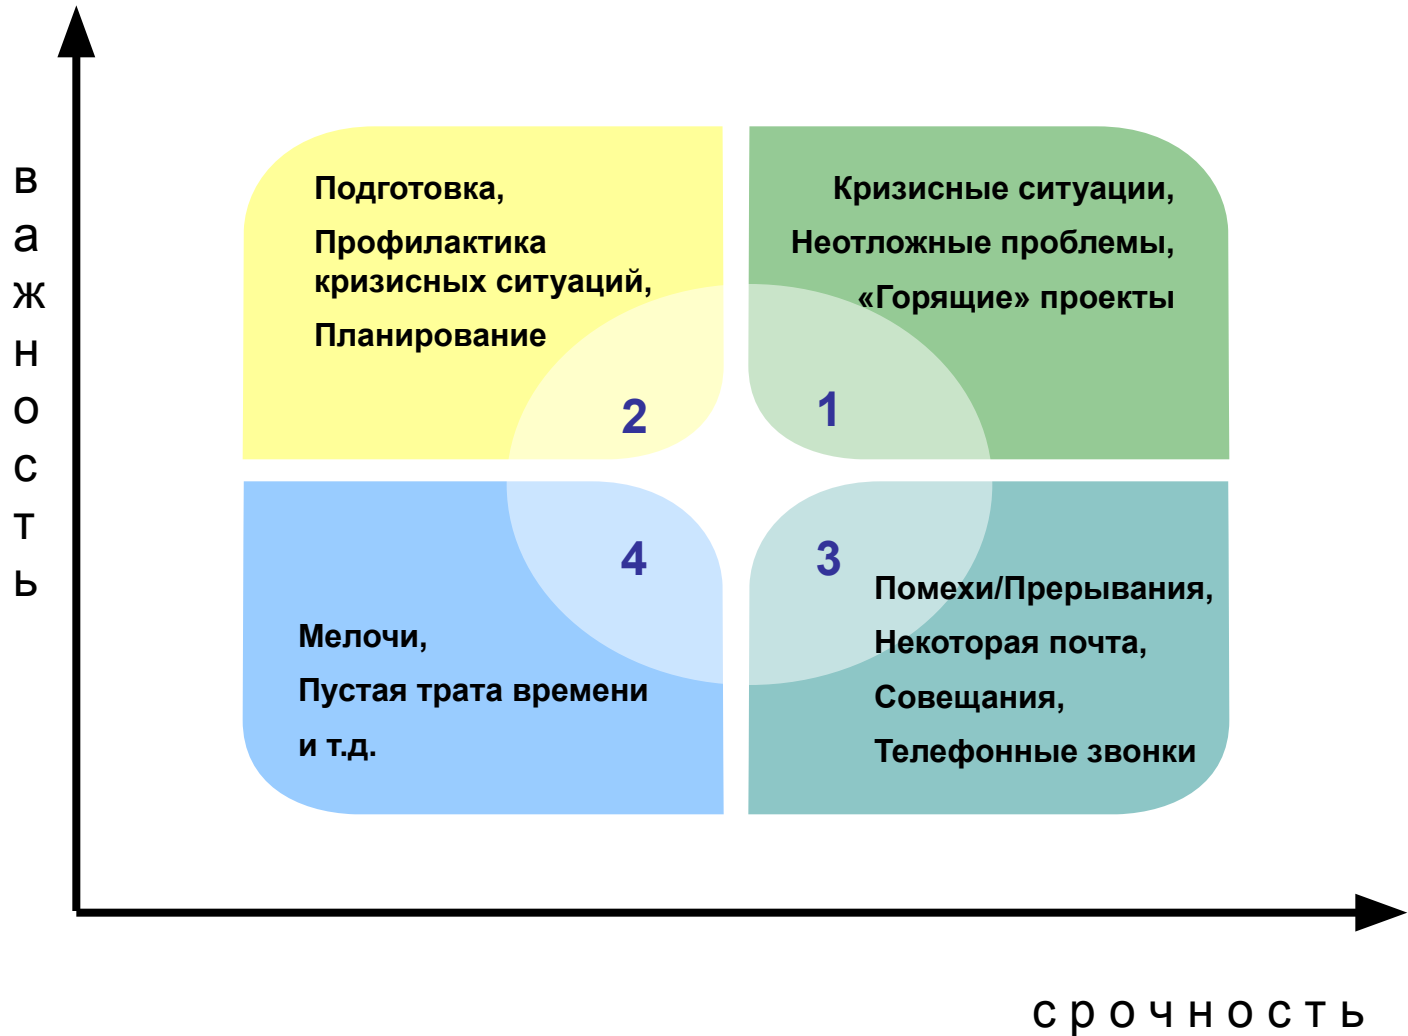 важность
Подготовка,
Профилактика
кризисных ситуаций,
Планирование
2
Кризисные ситуации,
Неотложные проблемы,
«Горящие» проекты
1
4
Мелочи,
Пустая трата времени
и т.д.
3
Помехи/Прерывания,
Некоторая почта,
Совещания,
Телефонные звонки
срочность